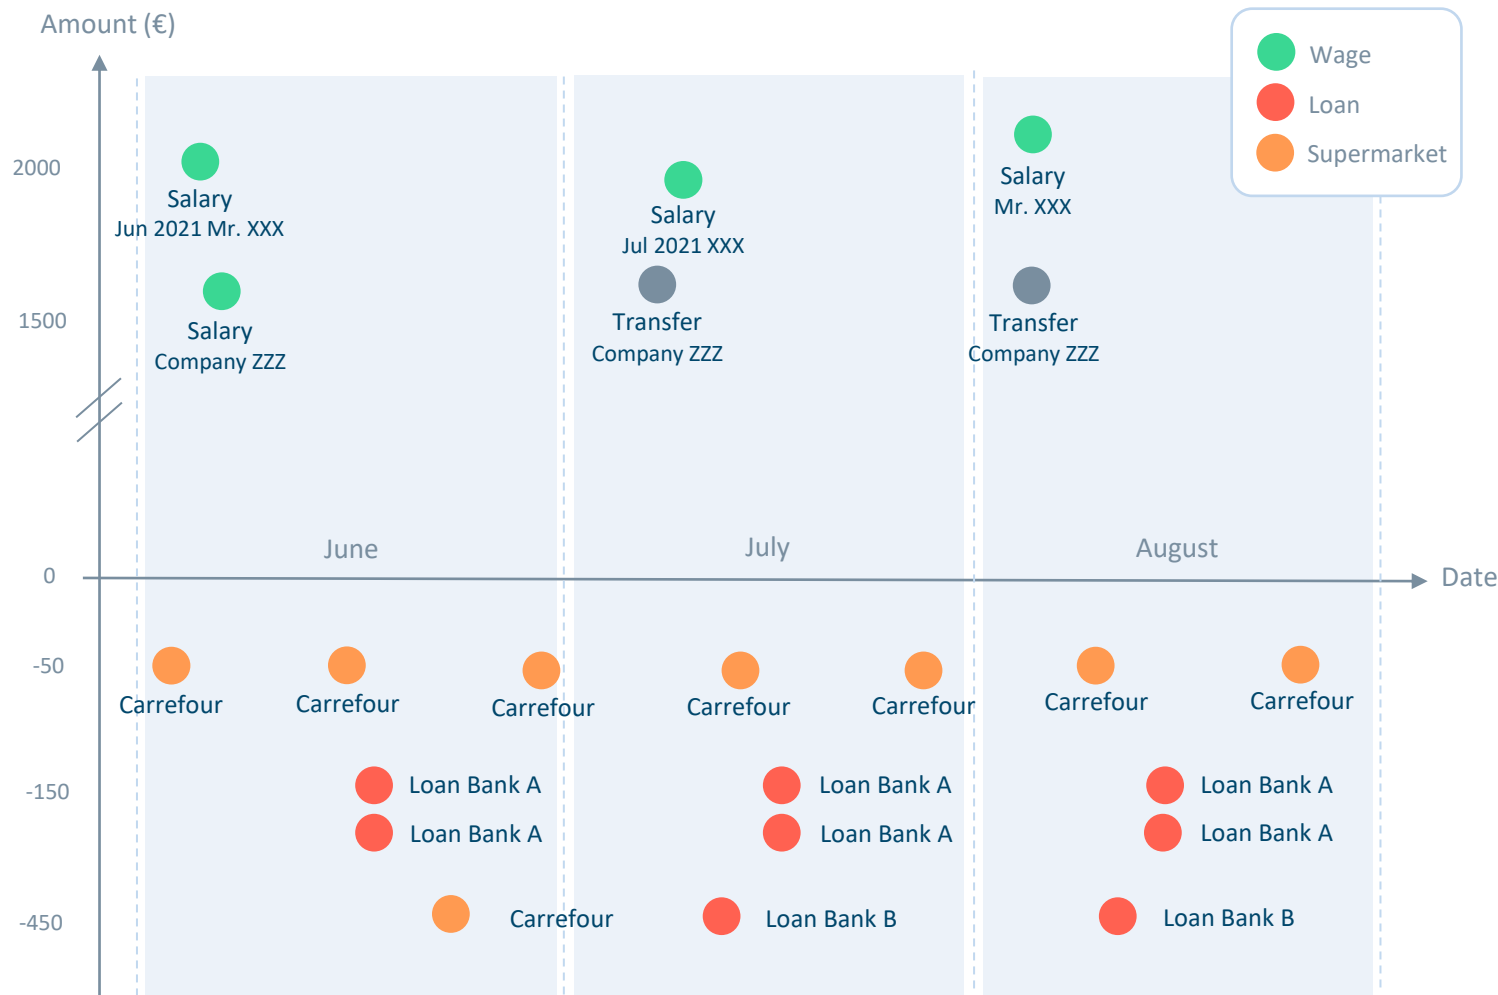 Amount (€)
Wage
Loan
Supermarket
2000
Salary
Jun 2021 Mr. XXX
Salary
Jul 2021 XXX
Salary
Mr. XXX
1500
Salary
Company ZZZ
Transfer
Company ZZZ
Transfer
Company ZZZ
June
July
August
0
Date
-50
Carrefour
Carrefour
Carrefour
Carrefour
Carrefour
Carrefour
Carrefour
-150
Loan Bank A
Loan Bank A
Loan Bank A
Loan Bank A
Loan Bank A
Loan Bank A
-450
Carrefour
Loan Bank B
Loan Bank B